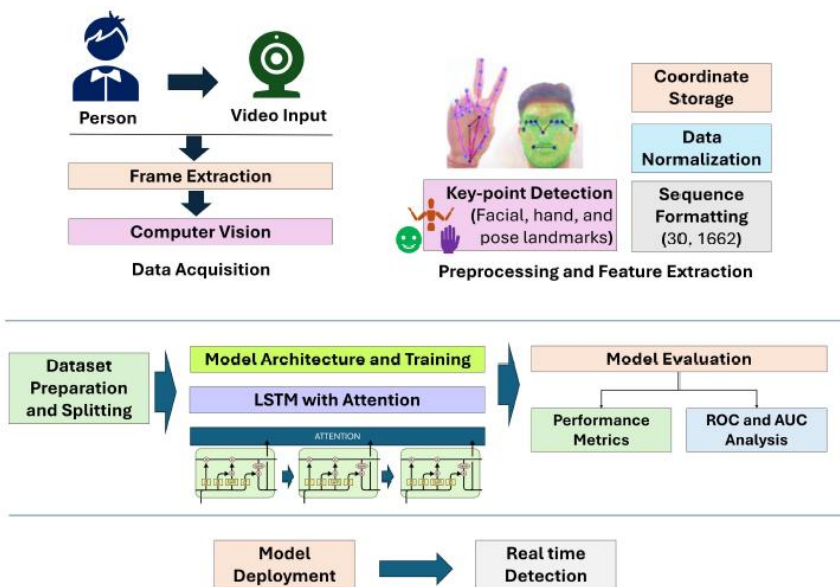 Person
Video Input
Frame Extraction
Computer Vision
Data Acquisition
Coordinate
Storage
Data
Normalization
Key-point Detection
(Facial, hand, and
pose landmarks)
Sequence
Formatting
(30, 1662)
Preprocessing and Feature Extraction
Dataset
Preparation
and Splitting
Model Architecture and Training
LSTM with Attention
ATTENTION
Model Evaluation
Performance
Metrics
ROC and AUC
Analysis
Model
Deployment
Real time
Detection